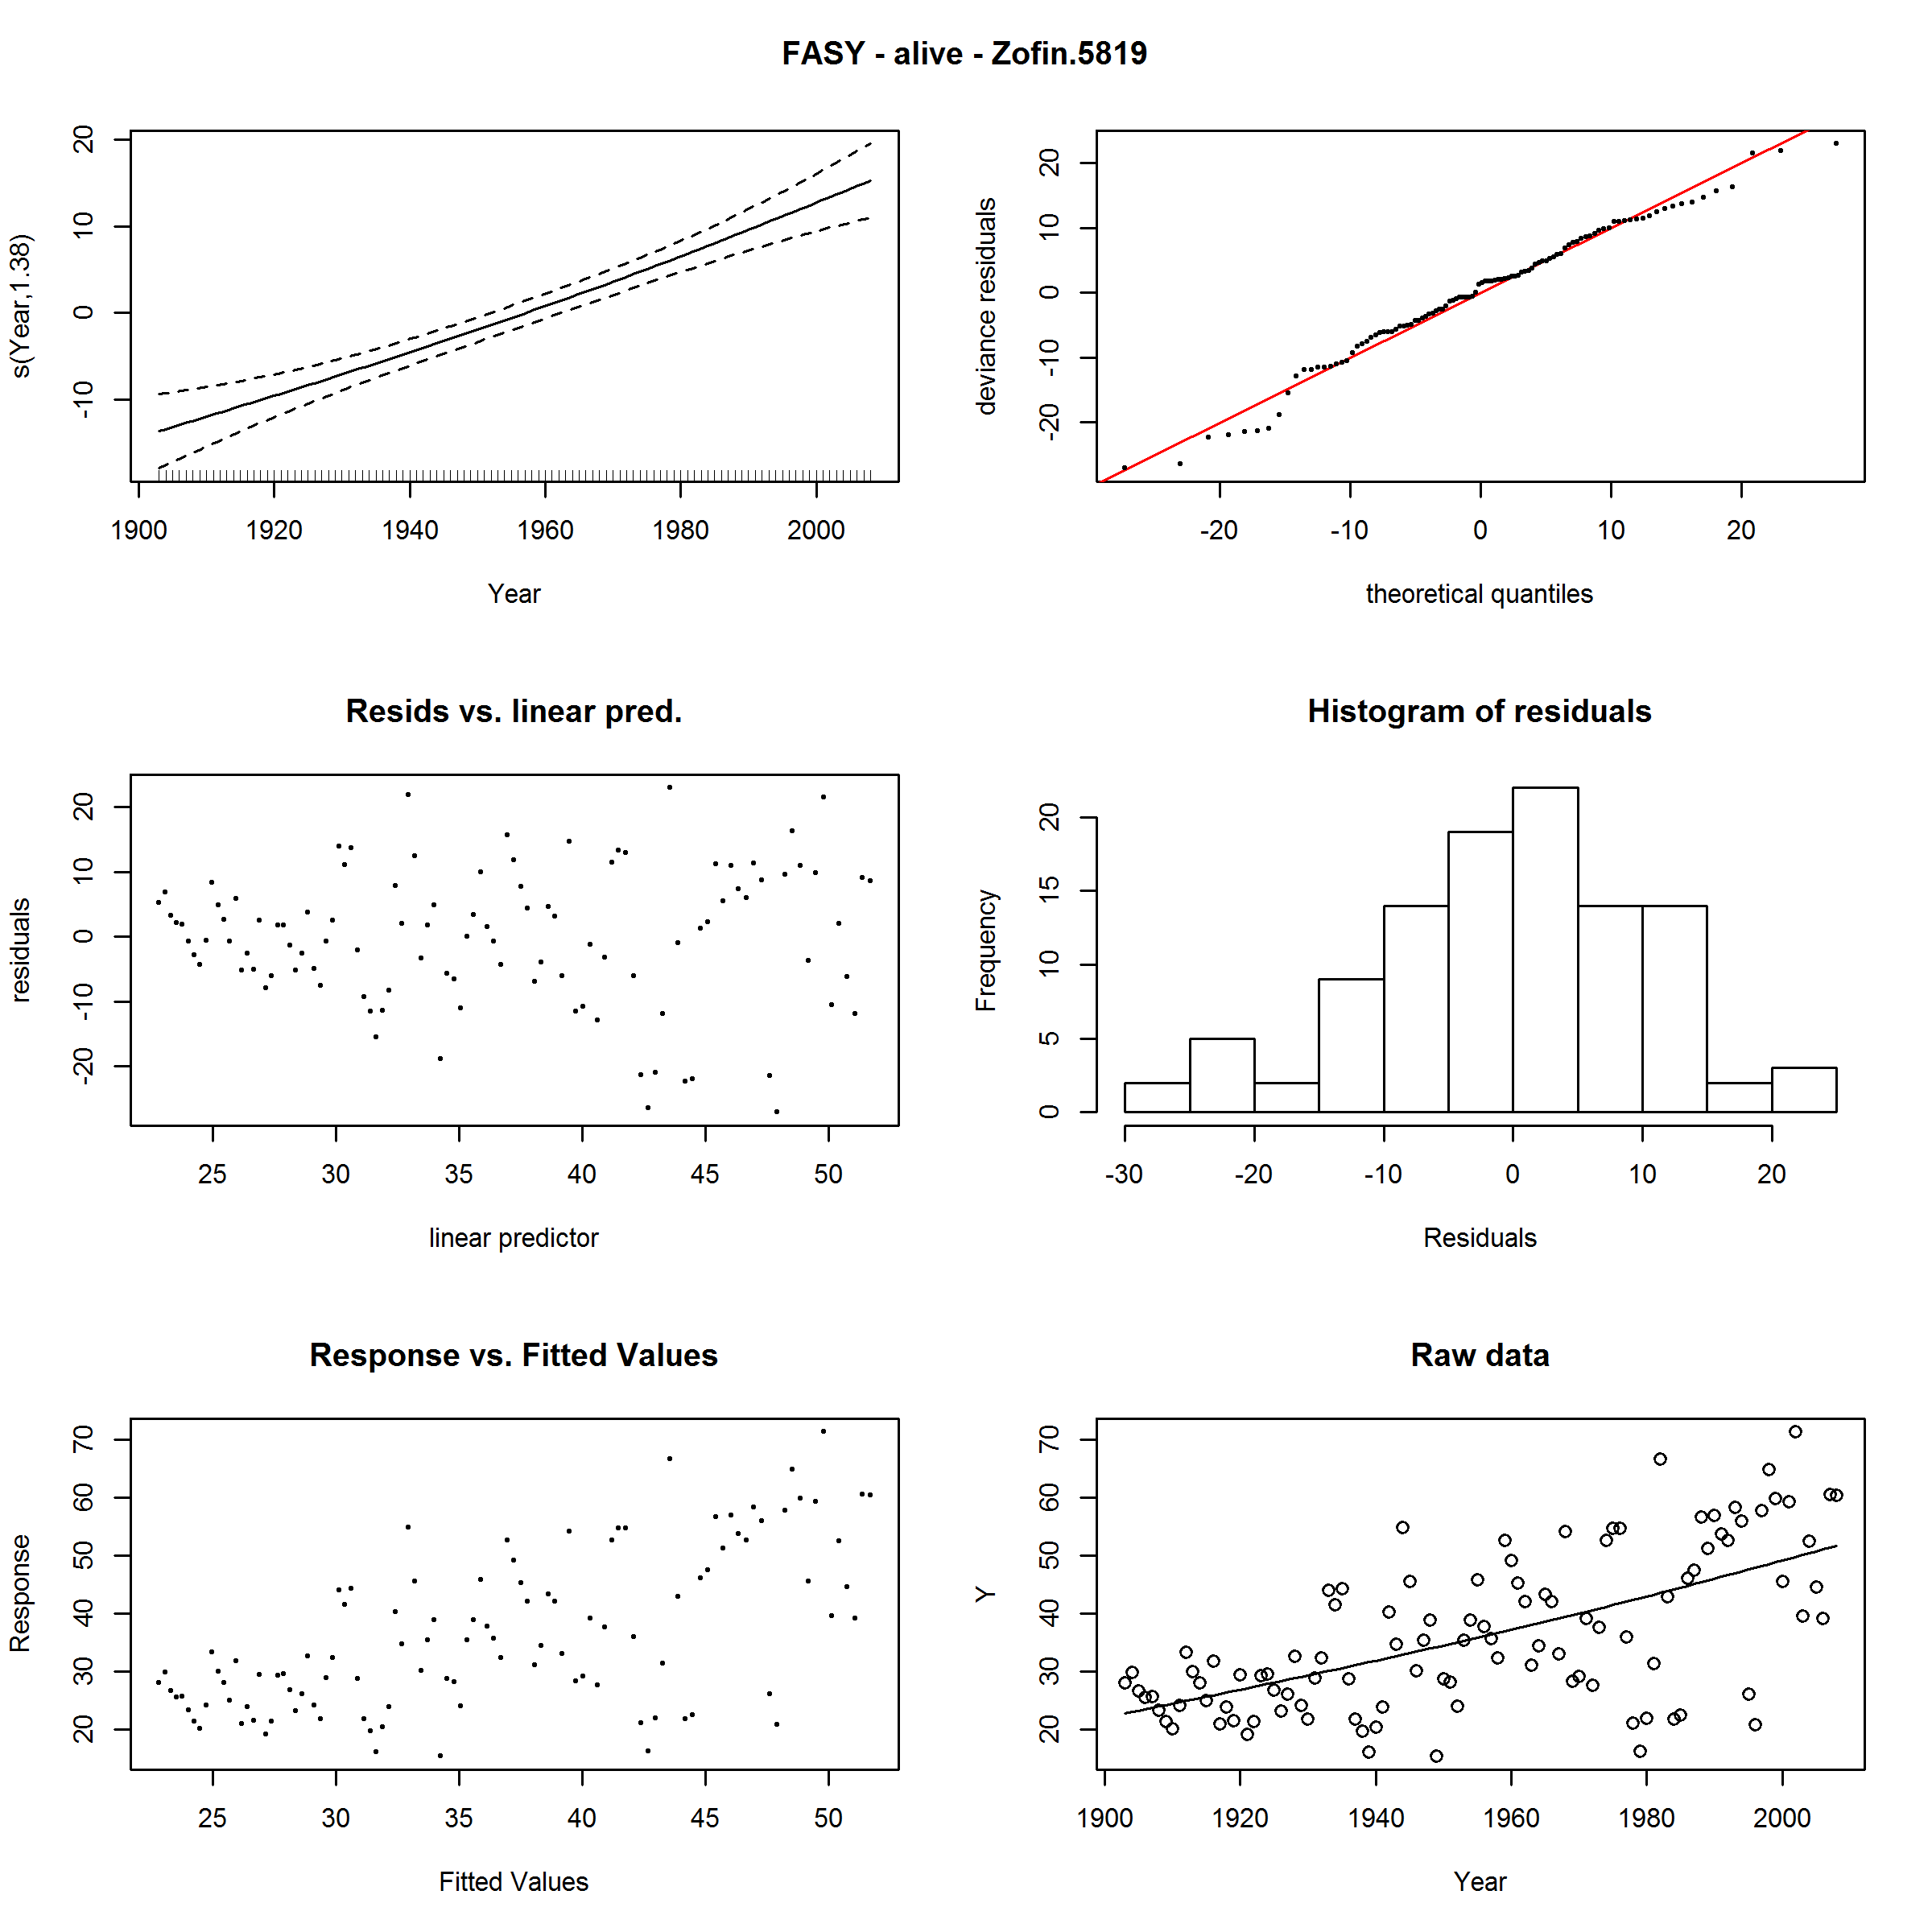 FASY - alive - Zofin.5819
s(Year,1.38)
20
10
0
-10
1900 1920 1940 1960 1980 2000
Year
deviance residuals
20
10
0
-10
-20
-20 -10 0 10 20
theoretical quantiles
Resids vs. linear pred.
residuals
20
10
0
-10
-20
25 30 35 40 45 50
linear predictor
Histogram of residuals
Frequency
20
15
10
5
0
-30 -20 -10 0 10 20
Residuals
Response vs. Fitted Values
Response
70
60
50
40
30
20
25 30 35 40 45 50
Fitted Values
Raw data
Y
70
60
50
40
30
20
1900 1920 1940 1960 1980 2000
Year